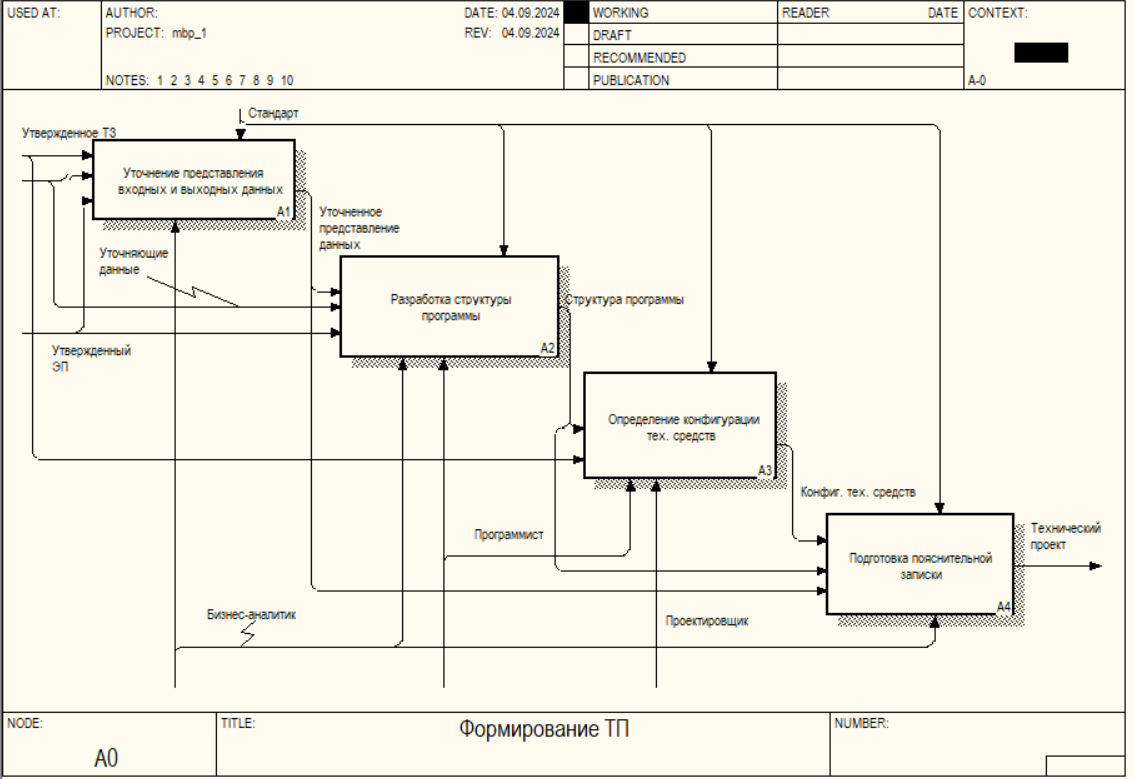 USED AT:
AUTHOR:
DATE: 04.09.2024
WORKING
READER
DATE
CONTEXT:
PROJECT: mbp_1
REV: 04.09.2024
DRAFT
RECOMMENDED
NOTES: 1 2 3 4 5 6 7 8 9 10
PUBLICATION
A-0
Стандарт
Утвержденное ТЗ
Уточнение представления
входных и выходных данных
A1
Уточненное
представление
данных
Уточняющие
данные
Разработка структуры
программы
A2
Структура программы
Утвержденный
ЭП
Определение конфигурации
тех. средств
A3
Конфиг. тех. средств
Программист
Подготовка пояснительной
записки
A4
Технический
проект
Бизнес-аналитик
Проектировщик
NODE:
A0
TITLE:
Формирование ТП
NUMBER: